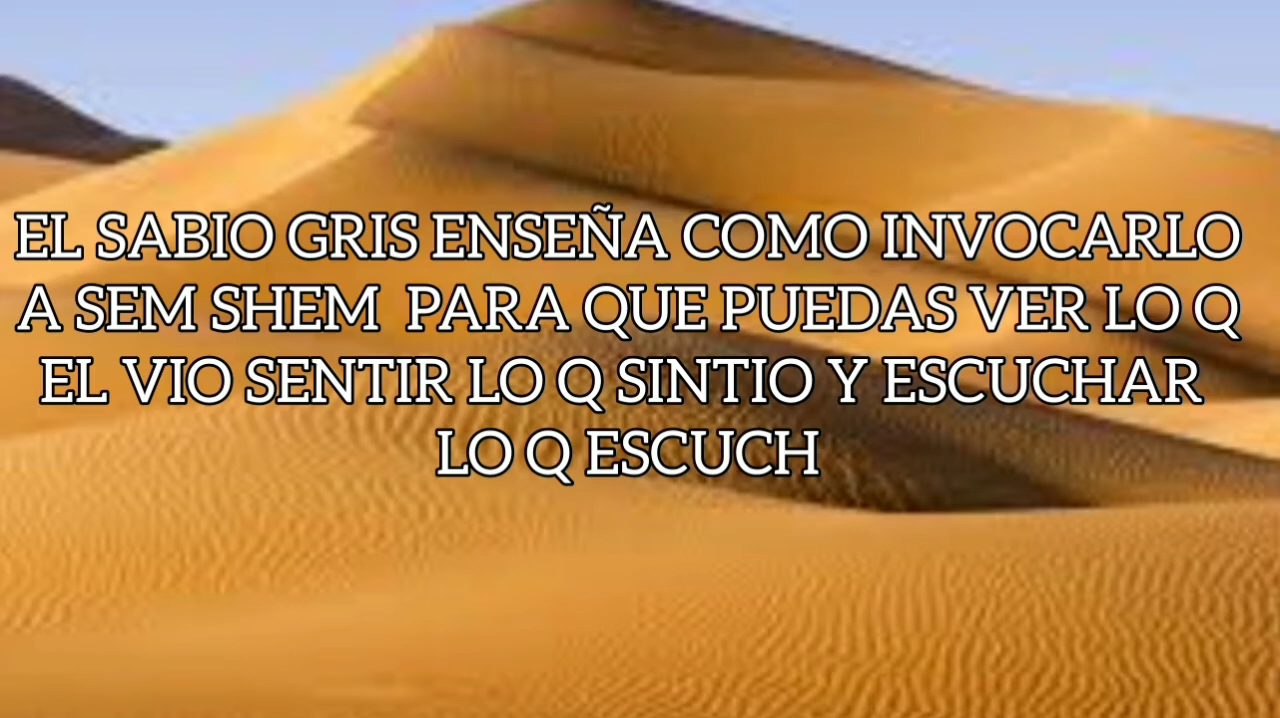 EL SABIO GRIS ENSEÑA COMO INVOCARLO
A SEM SHEM PARA QUE PUEDAS VER LO Q
EL VIO SENTIR LO Q SINTIO Y ESCUCHAR
LO Q ESCUCH